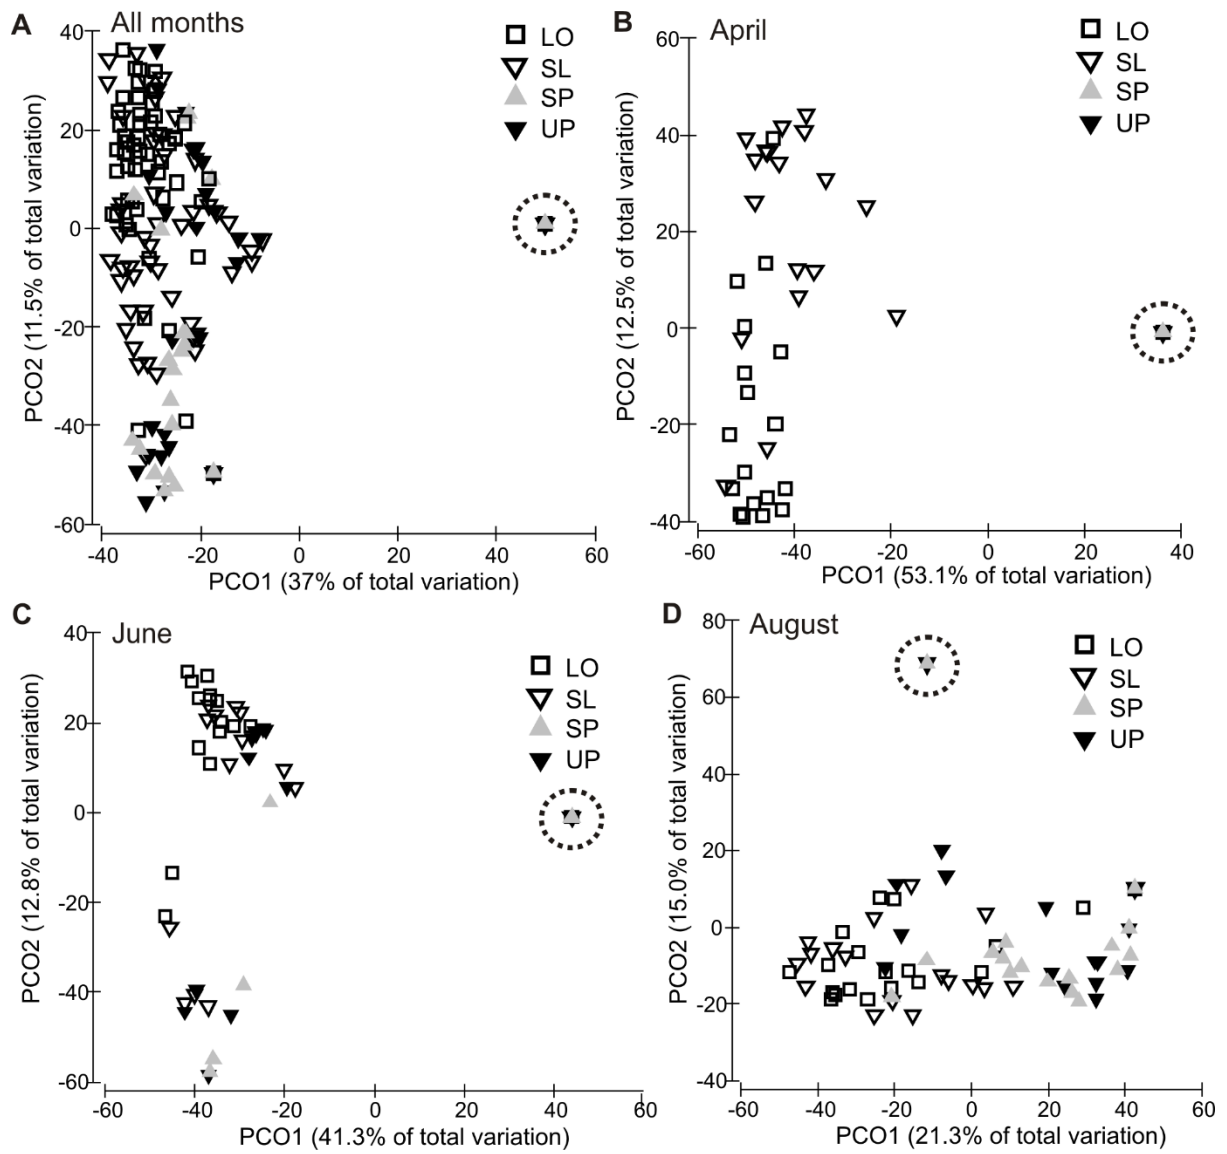 A
All months
LO
SL
SP
UP
40
20
0
-20
-40
-60
-40
-20
0
20
40
60
PCO2 (11.5% of total variation)
PCO1 (37% of total variation)
B
April
LO
SL
SP
UP
60
40
20
0
-20
-40
-60
-40
-20
0
20
40
PCO2 (12.5% of total variation)
PCO1 (53.1% of total variation)
C
June
LO
SL
SP
UP
40
20
0
-20
-40
-60
-60
-40
-20
0
20
40
60
PCO2 (12.8% of total variation)
PCO1 (41.3% of total variation)
D
August
LO
SL
SP
UP
80
60
40
20
0
-20
-40
-60
-40
-20
0
20
40
60
PCO2 (15.0% of total variation)
PCO1 (21.3% of total variation)